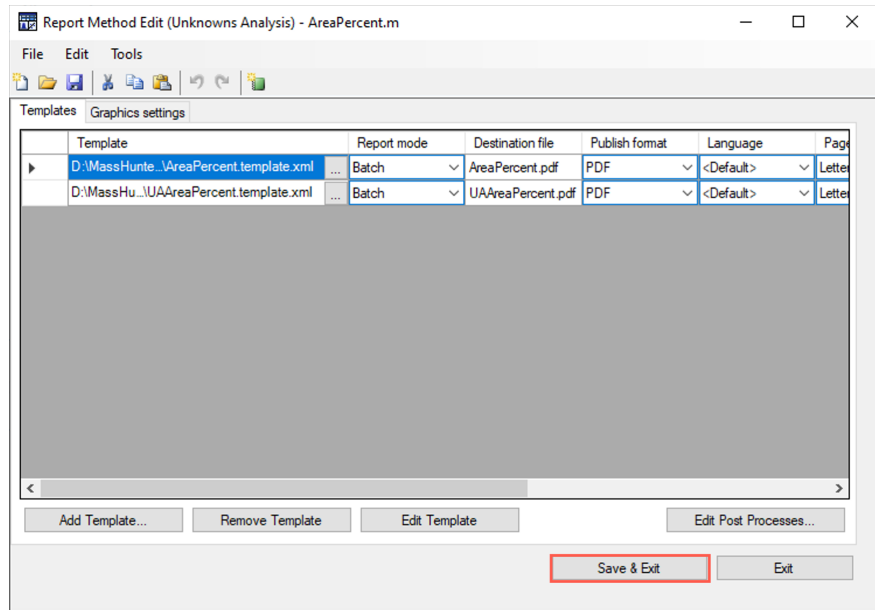 Report Method Edit (Unknowns Analysis) - AreaPercent.m
File Edit Tools
Templates Graphics settings
Template Report mode Destination file Publish format Language Page
D:\MassHunte...\AreaPercent.template.xml ... Batch AreaPercent.pdf PDF <Default> Letter
D:\MassHu...\UAAreaPercent.template.xml ... Batch UAAreaPercent.pdf PDF <Default> Letter
Add Template... Remove Template Edit Template Edit Post Processes...
Save & Exit Exit